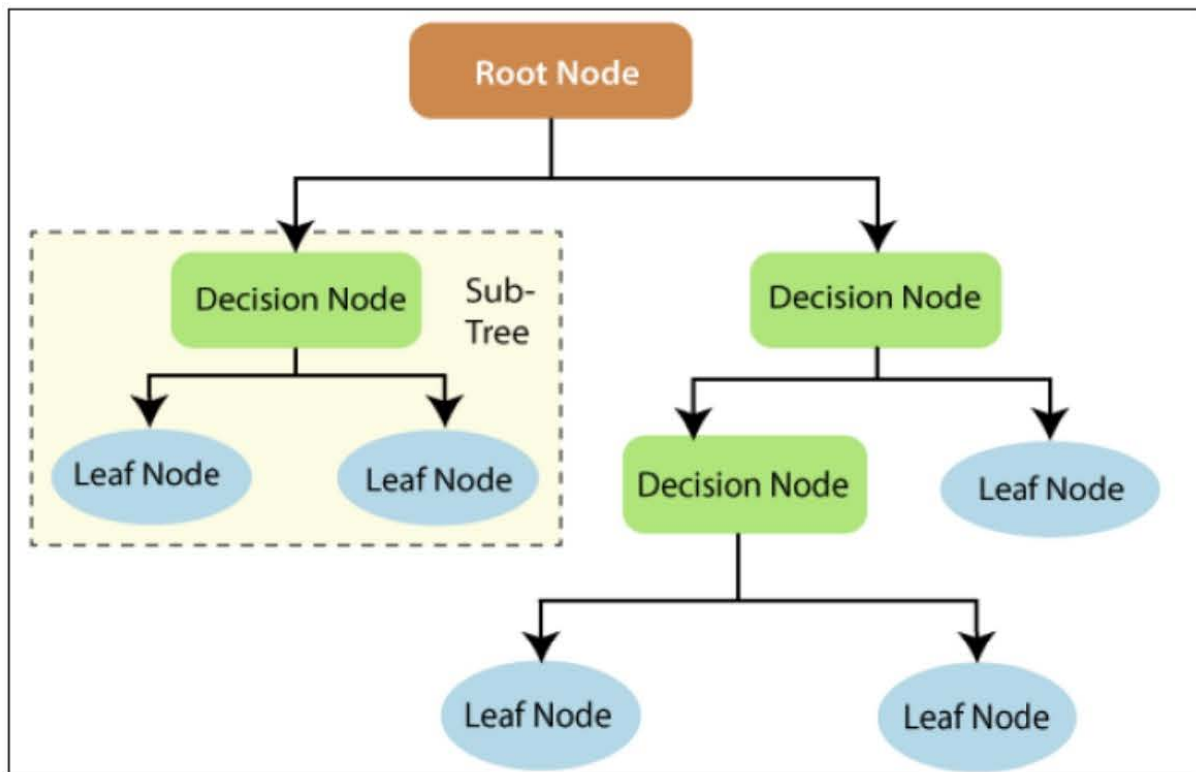 Root Node
Decision Node
Sub-
Tree
Decision Node
Leaf Node
Leaf Node
Decision Node
Leaf Node
Leaf Node
Leaf Node